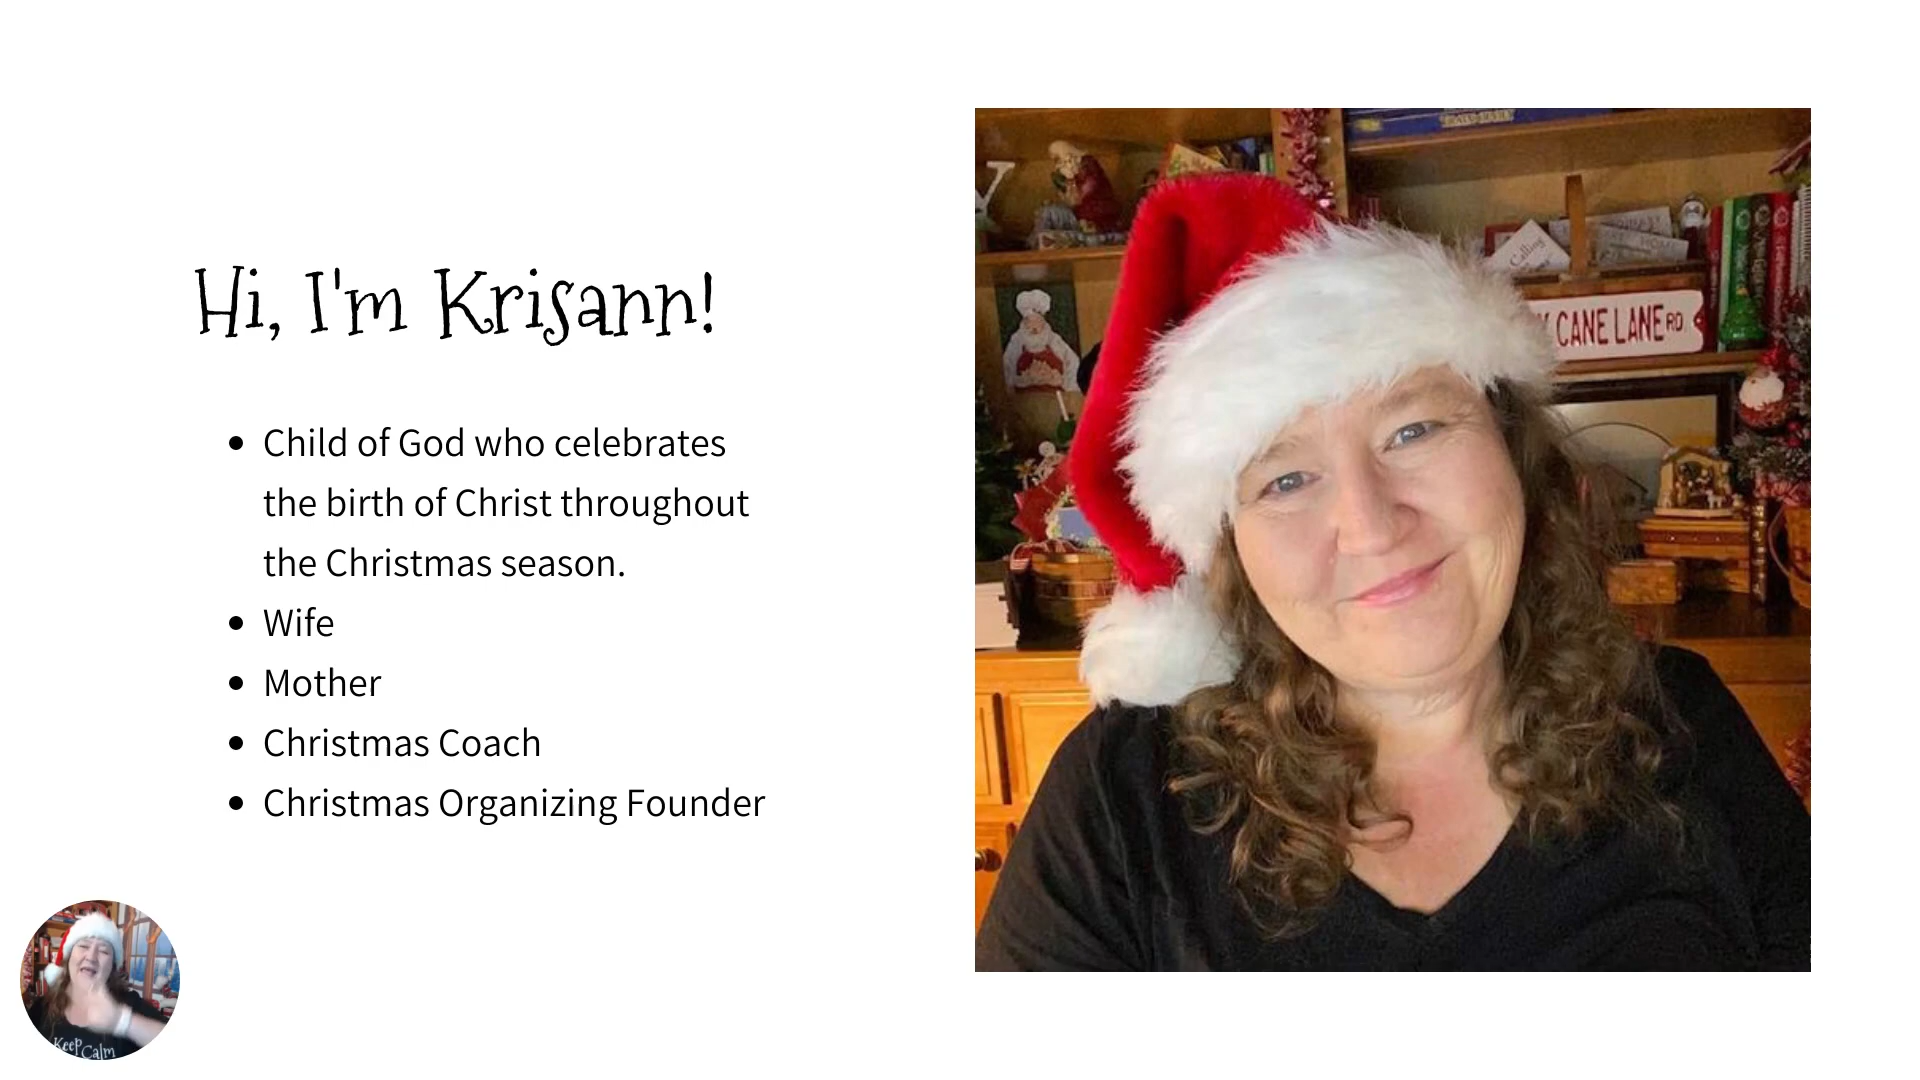 Hi, I'm Krisann!
• Child of God who celebrates
the birth of Christ throughout
the Christmas season.
• Wife
• Mother
• Christmas Coach
• Christmas Organizing Founder
Calling
CANE LANE RD
Keep Calm